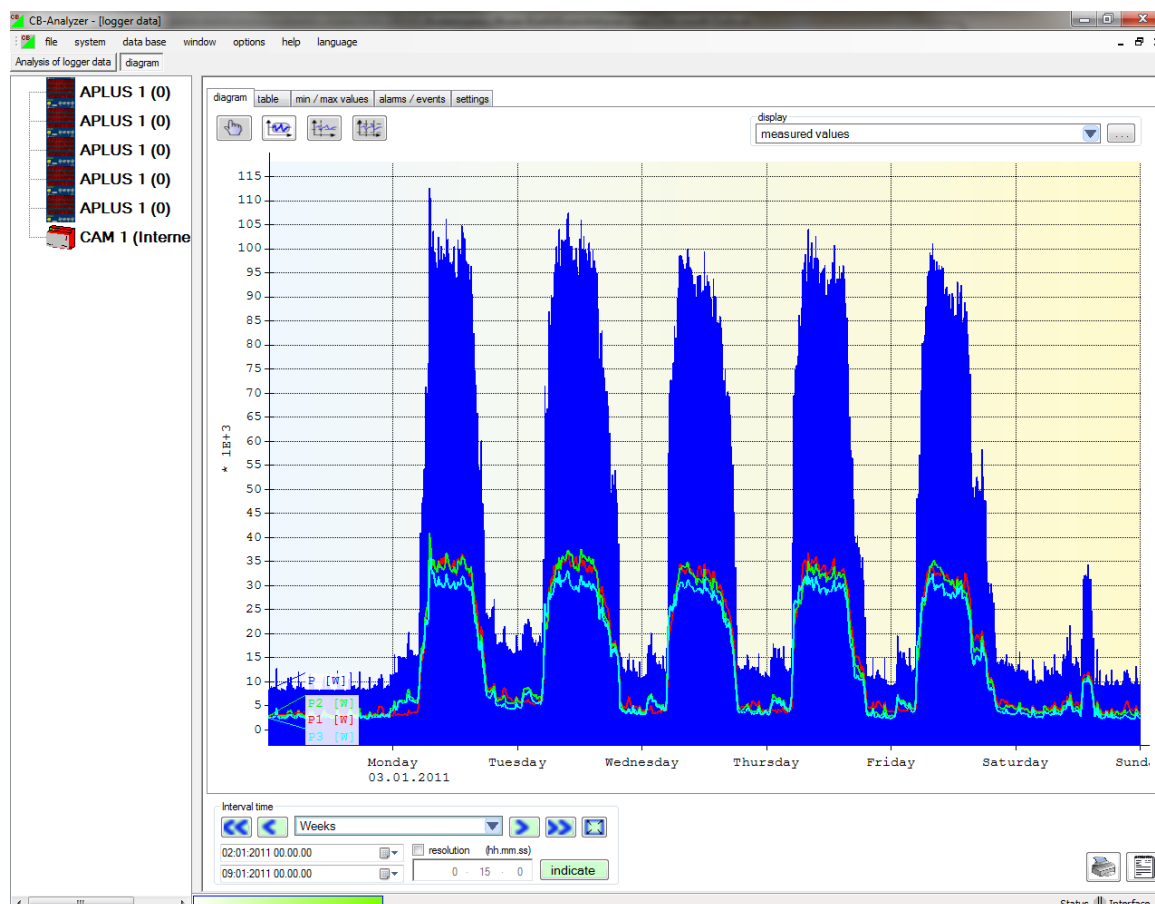 CB-Analyzer - [logger data]
file system data base window options help language
Analysis of logger data diagram
APLUS 1 (0)
APLUS 1 (0)
APLUS 1 (0)
APLUS 1 (0)
APLUS 1 (0)
CAM 1 (Interne
diagram table min / max values alarms / events settings
display
measured values
...
* 1E+3
115
110
105
100
95
90
85
80
75
70
65
60
55
50
45
40
35
30
25
20
15
10
5
0
P [W]
P2 [W]
P1 [W]
P3 [W]
Monday Tuesday Wednesday Thursday Friday Saturday Sund
03.01.2011
Interval time
Weeks
02:01:2011 00.00.00
resolution (hh.mm.ss)
09:01:2011 00.00.00
0 - 15 - 0
indicate
Status Interface